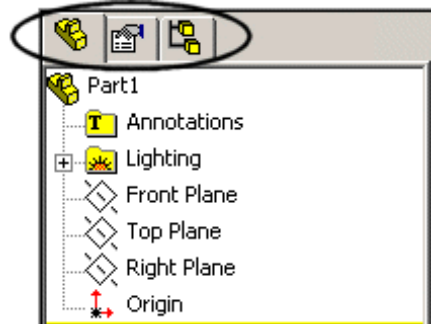 Part1
T Annotations
Lighting
Front Plane
Top Plane
Right Plane
Origin